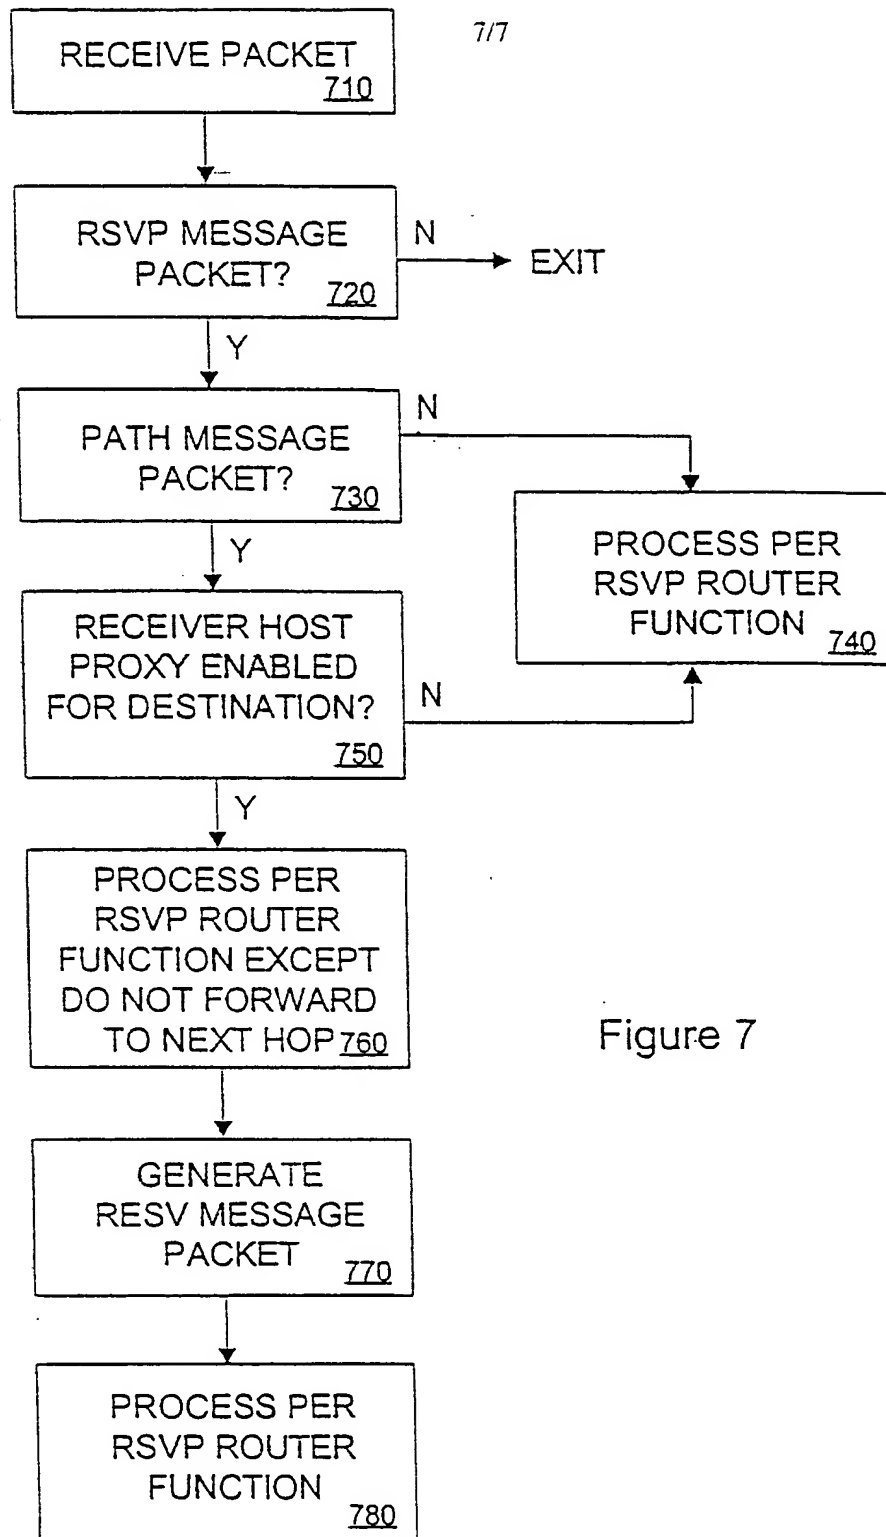 7/7
RECEIVE PACKET
710
RSVP MESSAGE
PACKET?
720
N
EXIT
Y
PATH MESSAGE
PACKET?
730
N
Y
PROCESS PER
RSVP ROUTER
FUNCTION
740
RECEIVER HOST
PROXY ENABLED
FOR DESTINATION?
750
N
Y
PROCESS PER
RSVP ROUTER
FUNCTION EXCEPT
DO NOT FORWARD
TO NEXT HOP 760
Figure 7
GENERATE
RESV MESSAGE
PACKET
770
PROCESS PER
RSVP ROUTER
FUNCTION
780